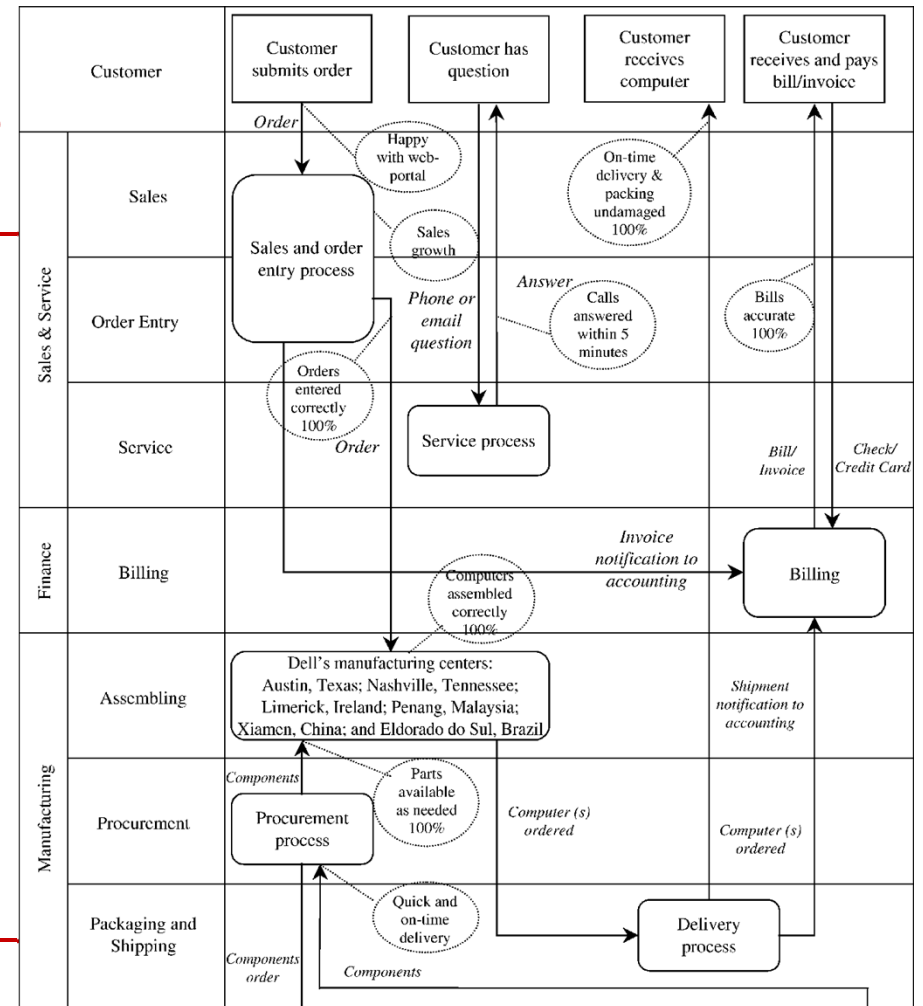 Customer
Customer
submits order
Customer has
question
Customer
receives
computer
Customer
receives and pays
bill/invoice
Order
Happy
with web-
portal
On-time
delivery &
packing
undamaged
100%
Sales & Service
Sales
Sales and order
entry process
Sales
growth
Order Entry
Phone or
email
question
Answer
Calls
answered
within 5
minutes
Bills
accurate
100%
Orders
entered
correctly
100%
Order
Service
Service process
Bill/
Invoice
Check/
Credit Card
Finance
Billing
Invoice
notification to
accounting
Billing
Computers
assembled
correctly
100%
Manufacturing
Assembling
Dell's manufacturing centers:
Austin, Texas; Nashville, Tennessee;
Limerick, Ireland; Penang, Malaysia;
Xiamen, China; and Eldorado do Sul, Brazil
Shipment
notification to
accounting
Components
Parts
available
as needed
100%
Procurement
Procurement
process
Computer (s)
ordered
Computer (s)
ordered
Packaging and
Shipping
Quick and
on-time
delivery
Delivery
process
Components
order
Components